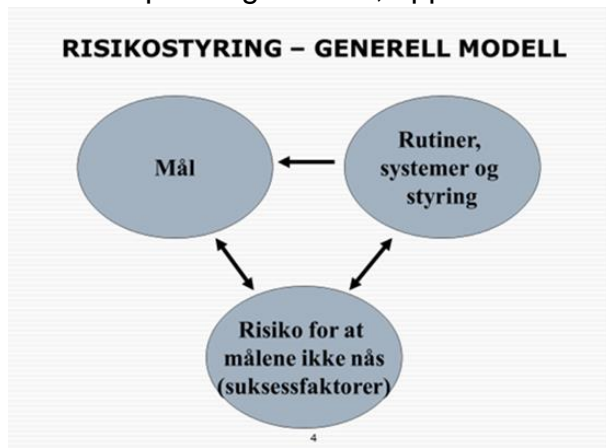 RISIKOSTYRING – GENERELL MODELL
Mål
Rutiner,
systemer og
styring
Risiko for at
målene ikke nås
(suksessfaktorer)
4